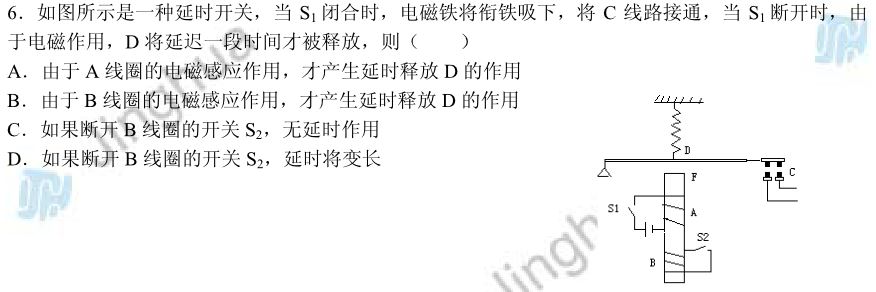 6．如图所示是一种延时开关，当 S₁ 闭合时，电磁铁将衔铁吸下，将 C 线路接通，当 S₁ 断开时，由
于电磁作用，D 将延迟一段时间才被释放，则（　　）
A．由于 A 线圈的电磁感应作用，才产生延时释放 D 的作用
B．由于 B 线圈的电磁感应作用，才产生延时释放 D 的作用
C．如果断开 B 线圈的开关 S₂，无延时作用
D．如果断开 B 线圈的开关 S₂，延时将变长
D
C
F
S1
A
S2
B
Jinghua
Jingh